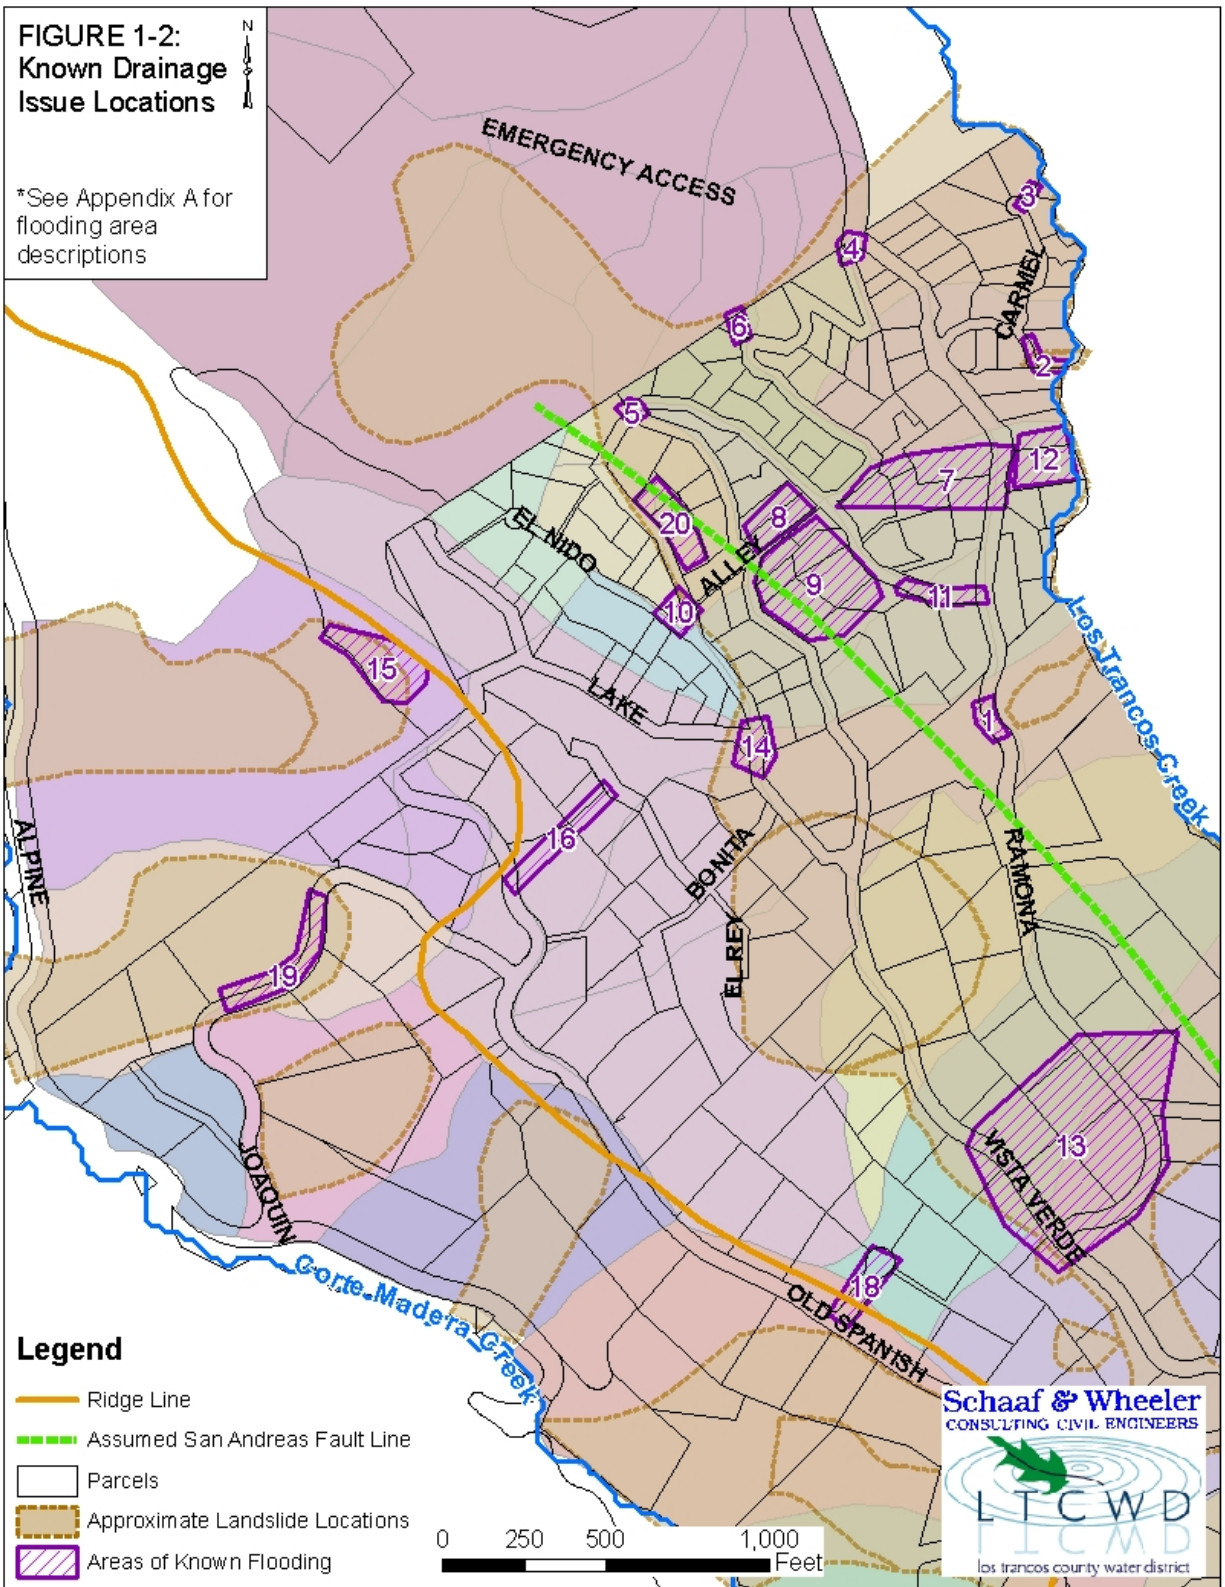 FIGURE 1-2:
Known Drainage
Issue Locations
N
*See Appendix A for
flooding area
descriptions
EMERGENCY ACCESS
3
4
CARMEL
6
2
5
12
7
20
8
EL NIDO
ALLEY
9
11
10
Los Trancos Creek
15
LAKE
1
14
16
ALPINE
BONITA
RAMONA
EL REY
19
13
VISTA VERDE
JOAQUIN
18
Corte Madera Creek
OLD SPANISH
Legend
Ridge Line
Assumed San Andreas Fault Line
Parcels
Approximate Landslide Locations
Areas of Known Flooding
0 250 500 1,000
Feet
Schaaf & Wheeler
CONSULTING CIVIL ENGINEERS
LTCWD
los trancos county water district